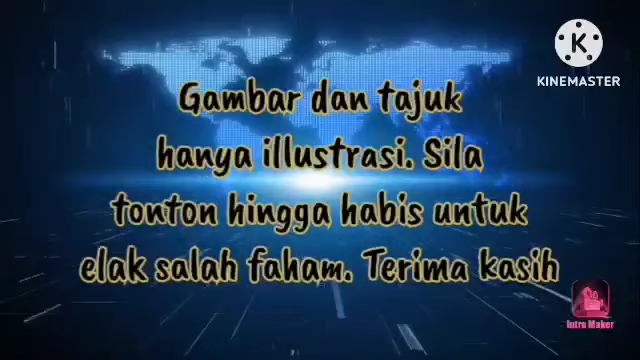 KINEMASTER
Gambar dan tajuk
hanya illustrasi. Sila
tonton hingga habis untuk
elak salah faham. Terima kasih
Intro Maker